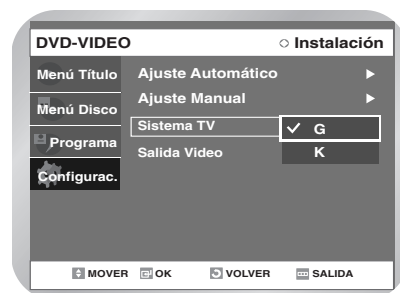 DVD-VIDEO Instalación
Menú Título
Menú Disco
Programa
Configurac.
Ajuste Automático
Ajuste Manual
Sistema TV
G
Salida Video
K
MOVER OK VOLVER SALIDA